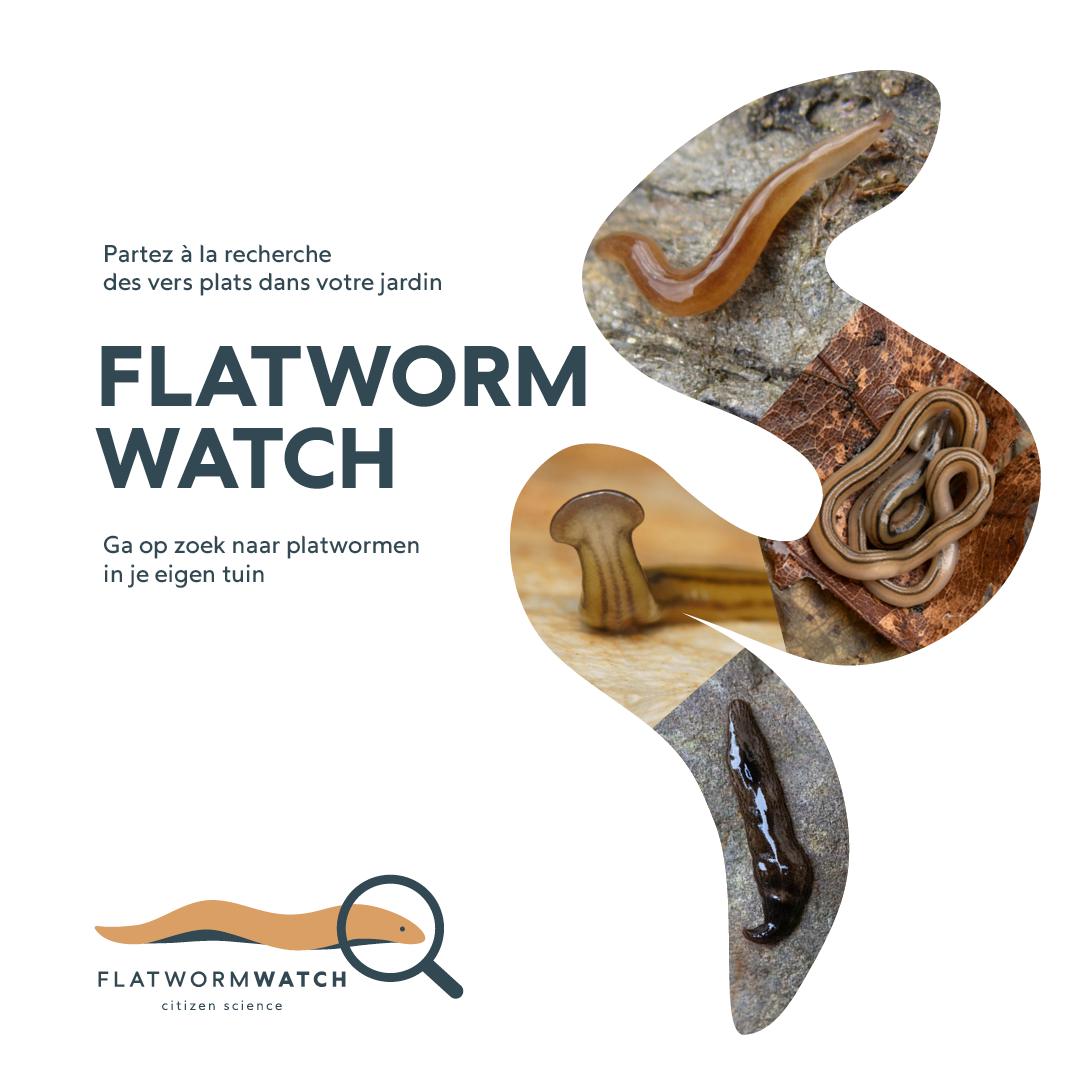 Partez à la recherche
des vers plats dans votre jardin
FLATWORM
WATCH
Ga op zoek naar platwormen
in je eigen tuin
FLATWORMWATCH
citizen science